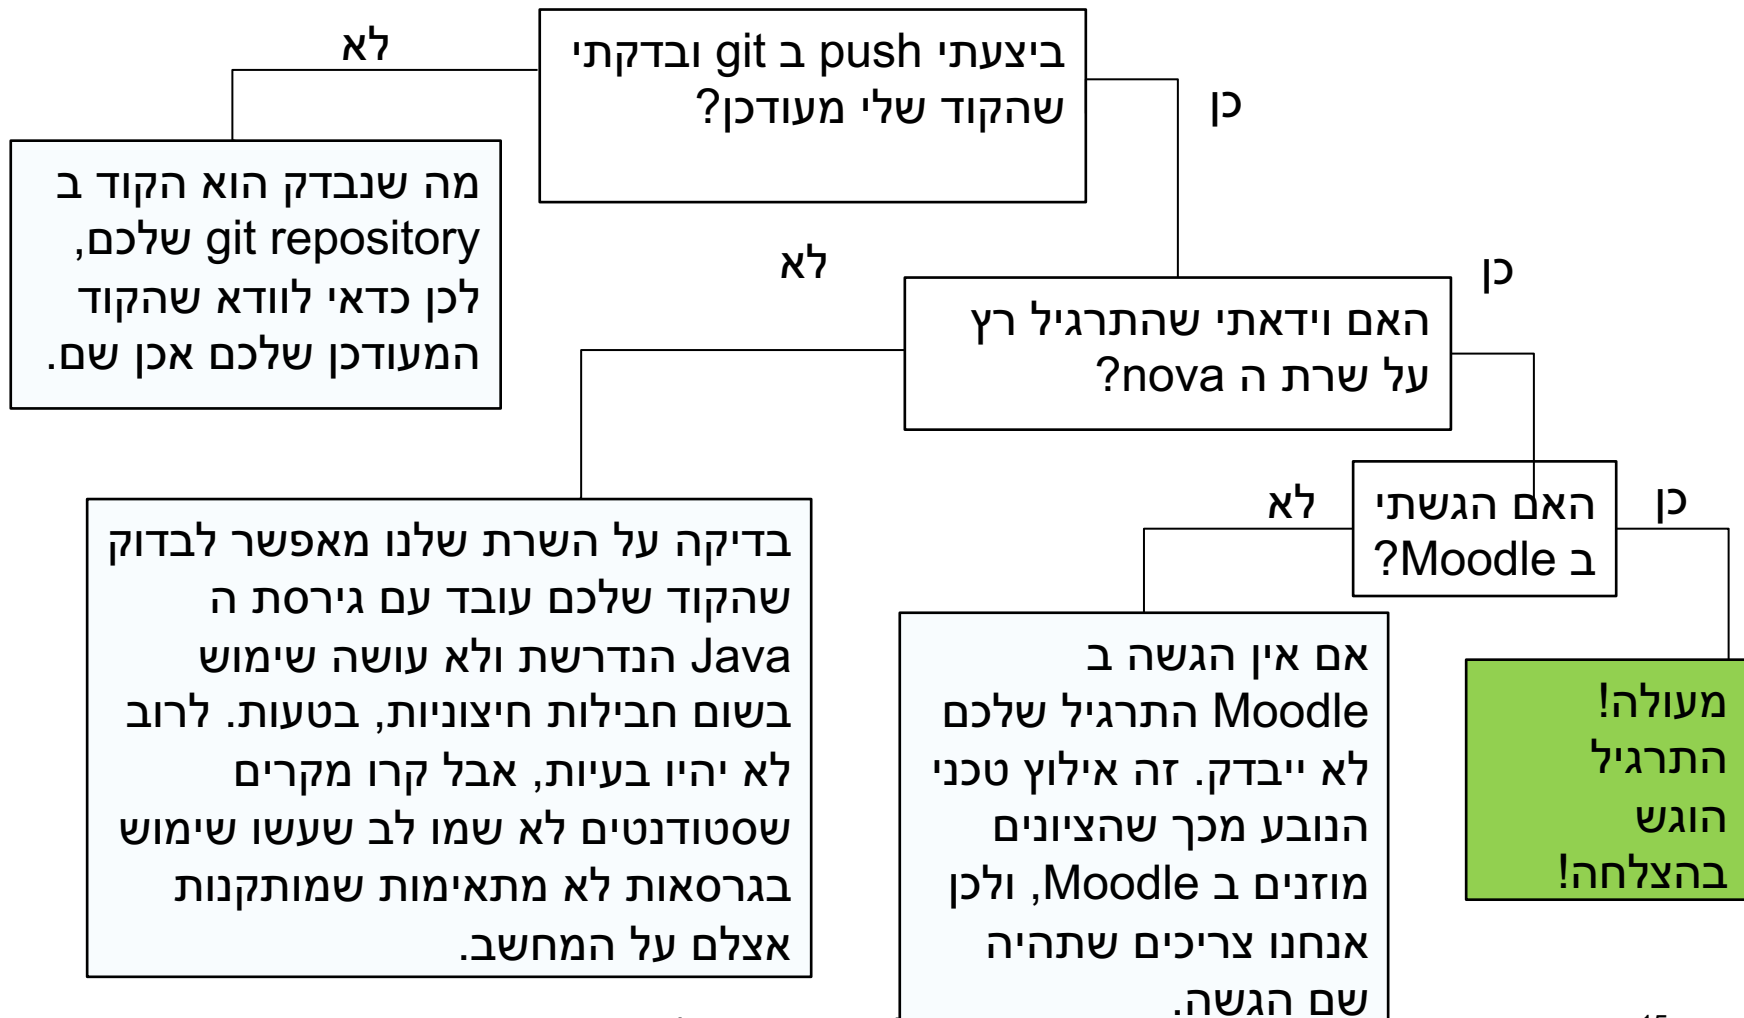 לא
ביצעתי push ב git ובדקתי
שהקוד שלי מעודכן?
כן
מה שנבדק הוא הקוד ב
git repository שלכם,
לכן כדאי לוודא שהקוד
המעודכן שלכם אכן שם.
לא
כן
האם וידאתי שהתרגיל רץ
על שרת ה nova?
בדיקה על השרת שלנו מאפשר לבדוק
שהקוד שלכם עובד עם גירסת ה
Java הנדרשת ולא עושה שימוש
בשום חבילות חיצוניות, בטעות. לרוב
לא יהיו בעיות, אבל קרו מקרים
שסטודנטים לא שמו לב שעשו שימוש
בגרסאות לא מתאימות שמותקנות
אצלם על המחשב.
לא
האם הגשתי
ב Moodle?
כן
אם אין הגשה ב
Moodle התרגיל שלכם
לא ייבדק. זה אילוץ טכני
הנובע מכך שהציונים
מוזנים ב Moodle, ולכן
אנחנו צריכים שתהיה
שם הגשה.
מעולה!
התרגיל
הוגש
בהצלחה!